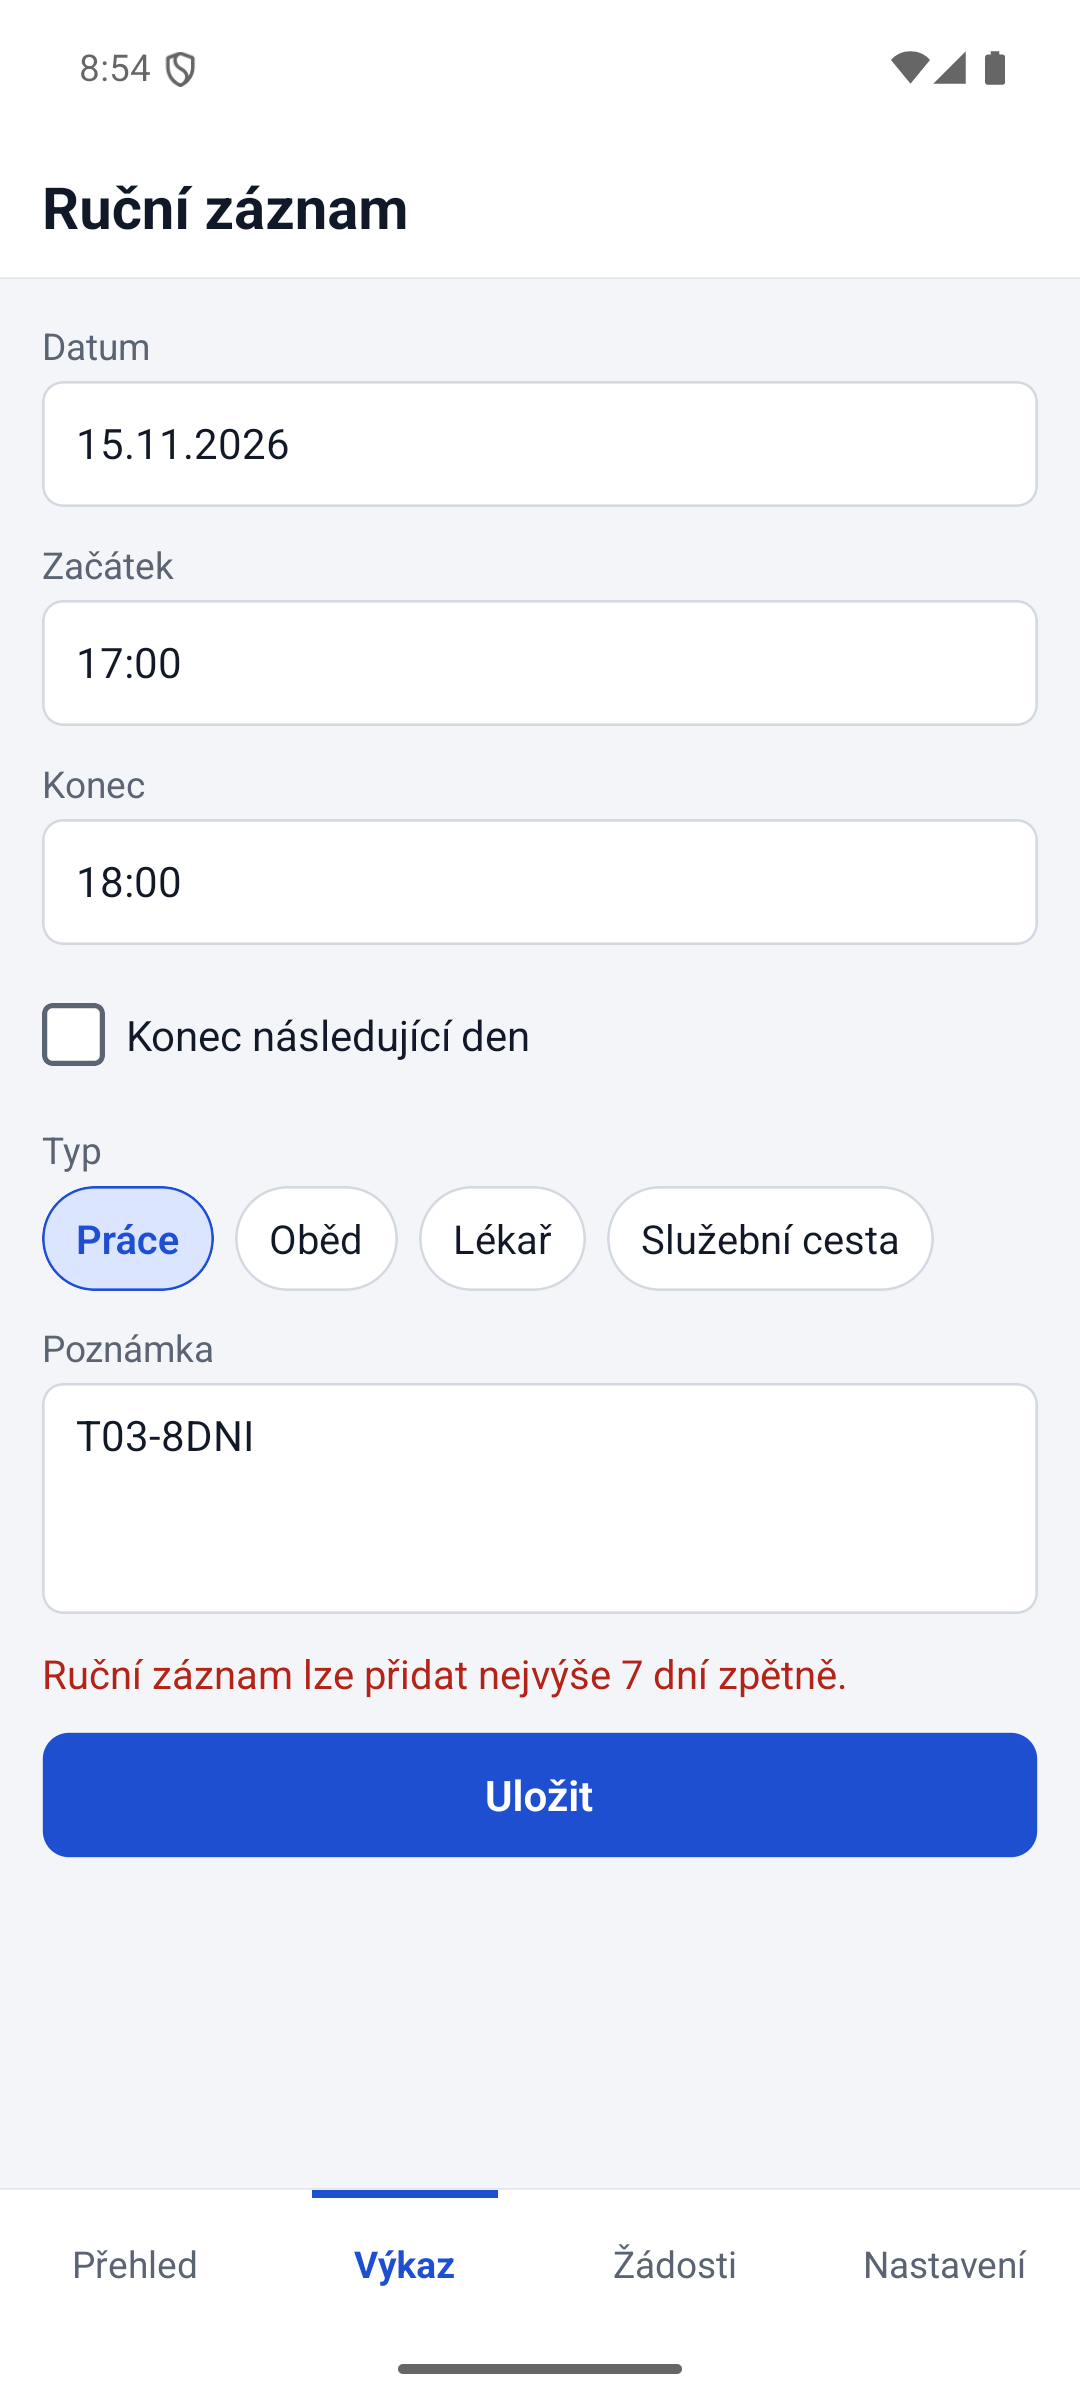 8:54
Ruční záznam
Datum
15.11.2026
Začátek
17:00
Konec
18:00
Konec následující den
Typ
Práce Oběd Lékař Služební cesta
Poznámka
T03-8DNI
Ruční záznam lze přidat nejvýše 7 dní zpětně.
Uložit
Přehled Výkaz Žádosti Nastavení